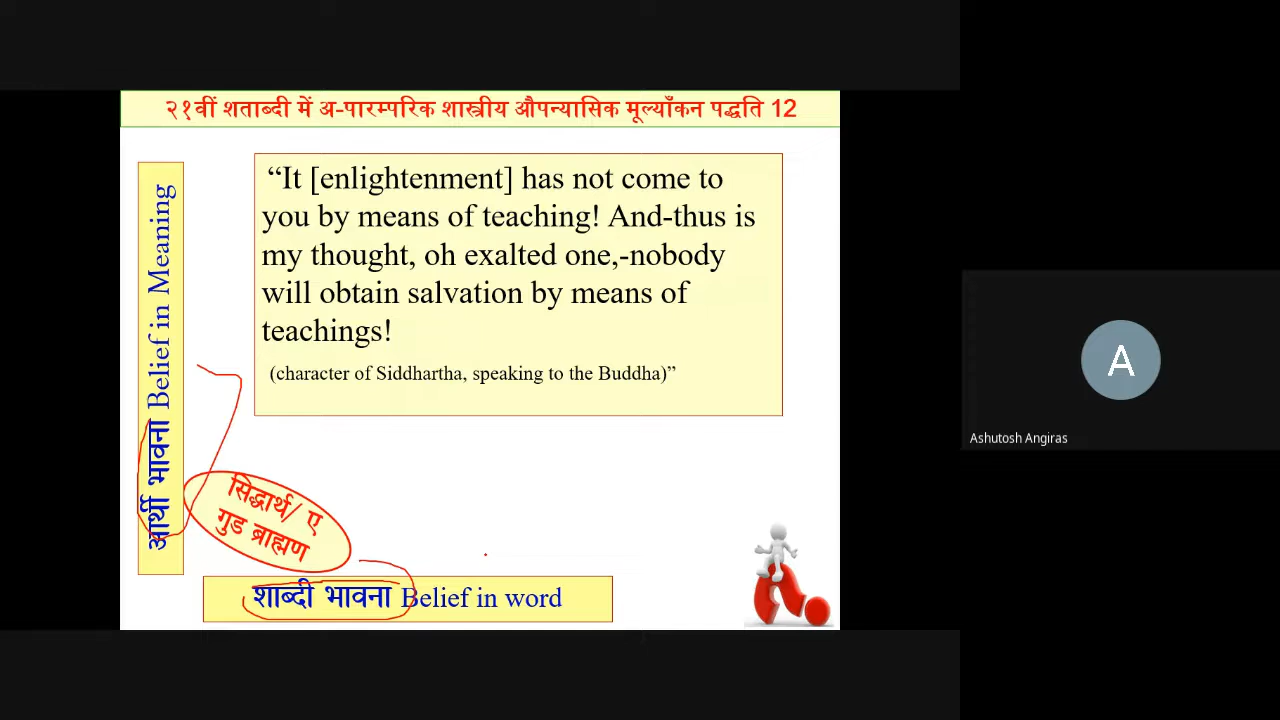 २१वीं शताब्दी में अ-पारम्परिक शास्त्रीय औपन्यासिक मूल्याँकन पद्धति 12
“It [enlightenment] has not come to
you by means of teaching! And-thus is
my thought, oh exalted one,-nobody
will obtain salvation by means of
teachings!
(character of Siddhartha, speaking to the Buddha)”
आर्थी भावना Belief in Meaning
सिद्धार्थ/ ए
गुड ब्राह्मण
शाब्दी भावना Belief in word
A
Ashutosh Angiras